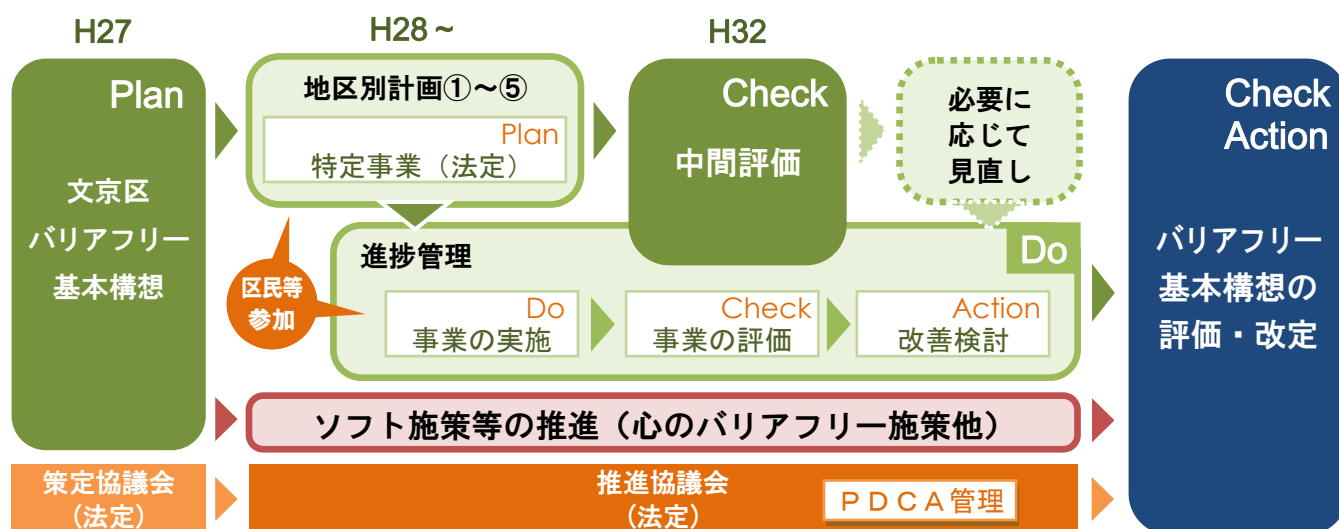 H27
H28～
H32
Plan
文京区
バリアフリー
基本構想
地区別計画①～⑤
Plan
特定事業（法定）
Check
中間評価
必要に
応じて
見直し
Check
Action
バリアフリー
基本構想の
評価・改定
区民等
参加
進捗管理
Do
Do
事業の実施
Check
事業の評価
Action
改善検討
ソフト施策等の推進（心のバリアフリー施策他）
策定協議会
（法定）
推進協議会
（法定）
ＰＤＣＡ管理